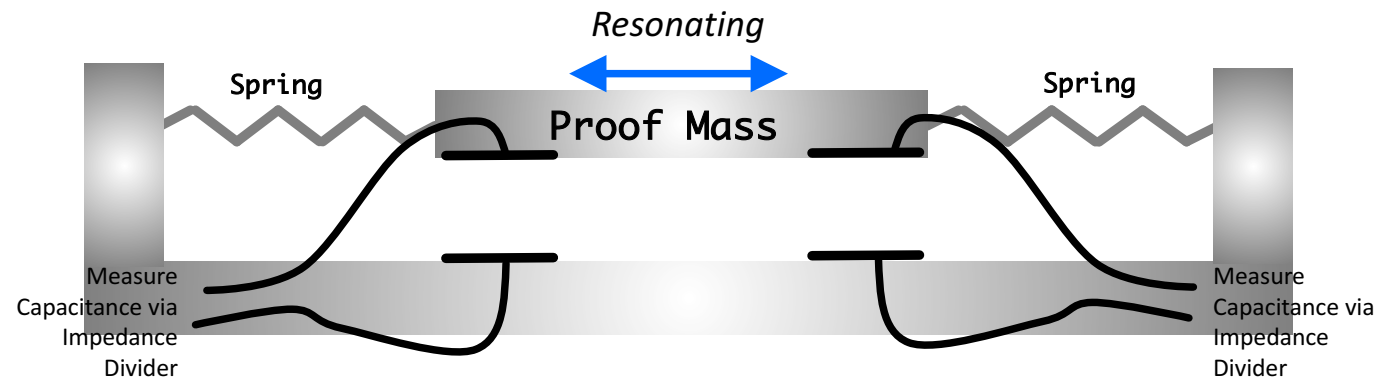 Resonating
Spring
Spring
Proof Mass
Measure
Capacitance via
Impedance
Divider
Measure
Capacitance via
Impedance
Divider